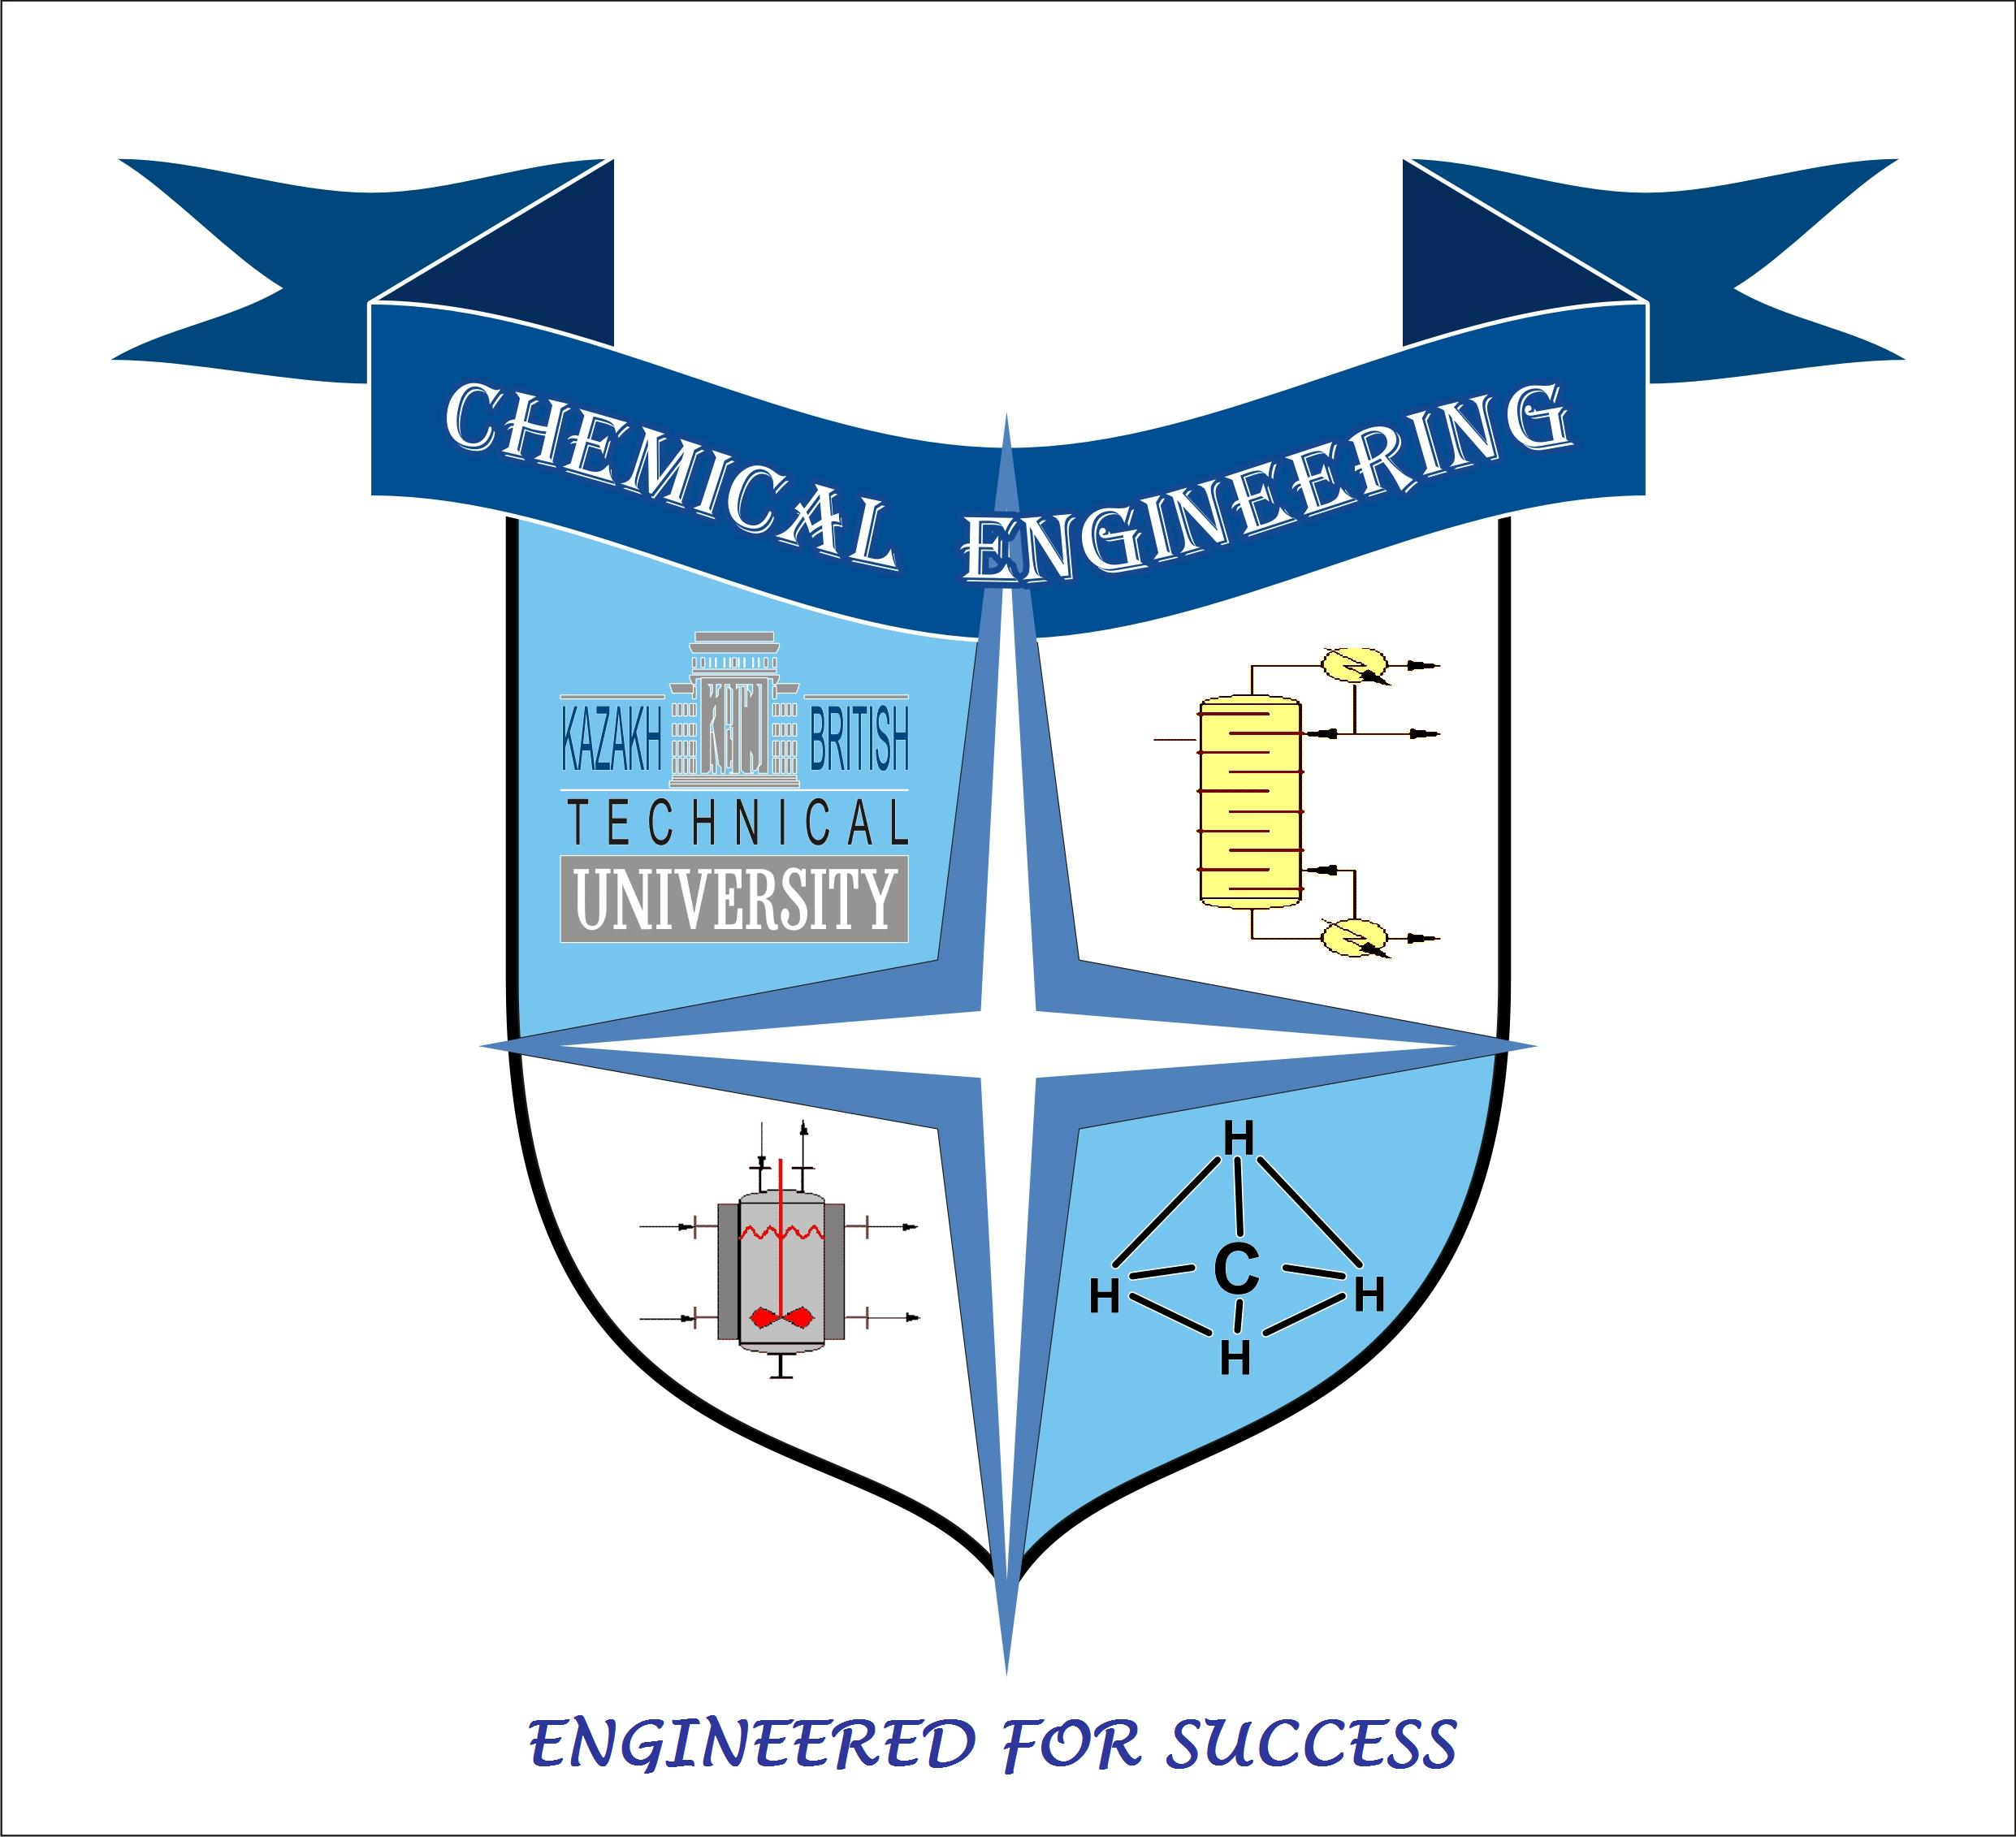 CHEMICAL ENGINEERING
KAZAKH BRITISH
TECHNICAL
UNIVERSITY
H
C
H H
H
ENGINEERED FOR SUCCESS